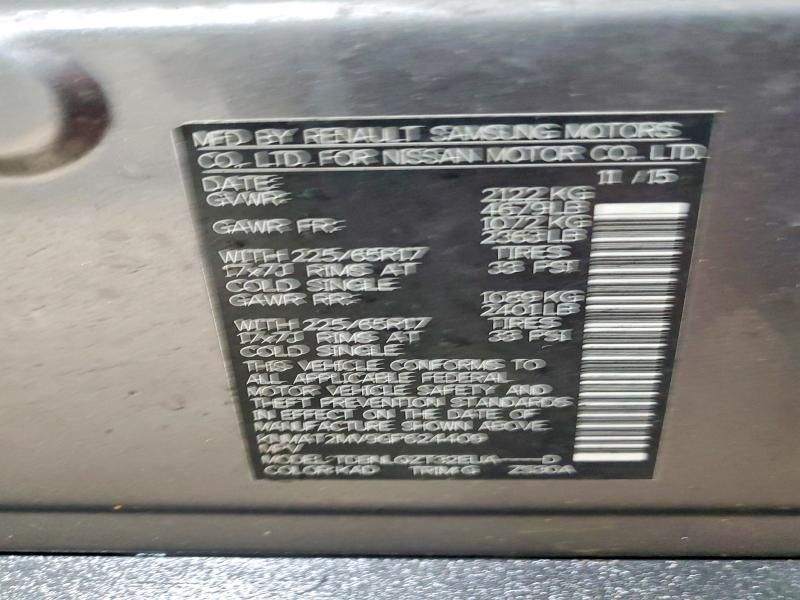 MFD BY RENAULT SAMSUNG MOTORS
CO., LTD. FOR NISSAN MOTOR CO., LTD.
DATE: 11 /15
GVWR: 2122 KG
4679 LB
GAWR FR: 1072 KG
2363 LB
WITH 225/65R17 TIRES
17x7J RIMS AT 33 PSI
COLD SINGLE
GAWR RR: 1089 KG
2401 LB
WITH 225/65R17 TIRES
17x7J RIMS AT 33 PSI
COLD SINGLE
THIS VEHICLE CONFORMS TO
ALL APPLICABLE FEDERAL
MOTOR VEHICLE SAFETY AND
THEFT PREVENTION STANDARDS
IN EFFECT ON THE DATE OF
MANUFACTURE SHOWN ABOVE.
KNMAT2MV9GP624409
MPV
MODEL: D
COLOR:KAD TRIM:G